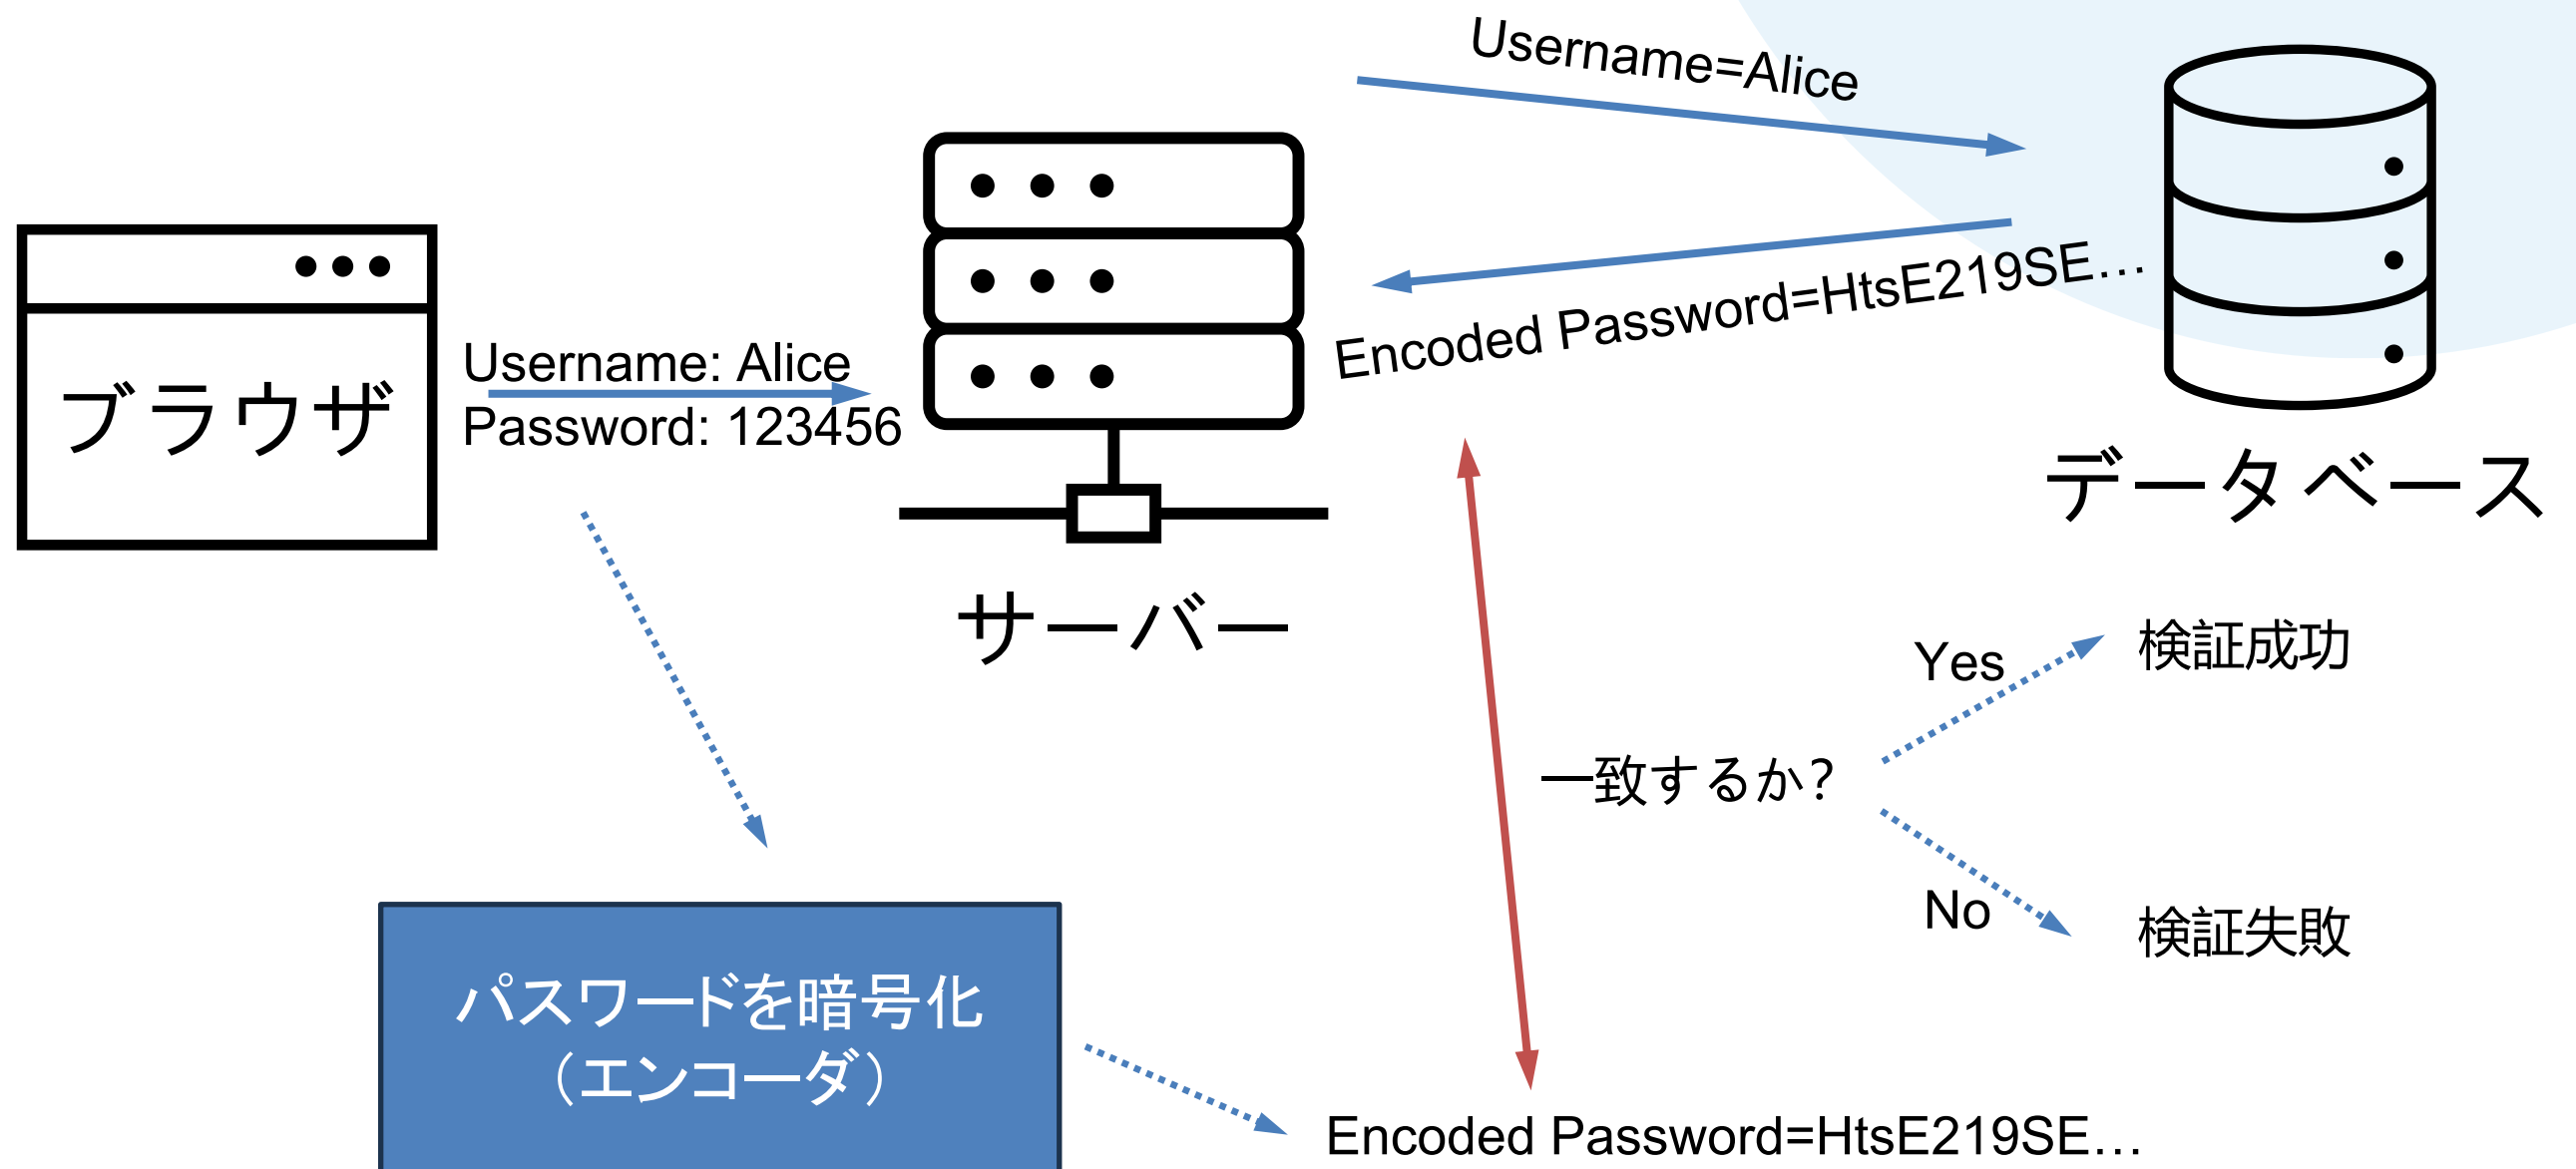 Username=Alice
Encoded Password=HtsE219SE…
ブラウザ
Username: Alice
Password: 123456
データベース
サーバー
Yes
検証成功
一致するか？
No
検証失敗
パスワードを暗号化
（エンコーダ）
Encoded Password=HtsE219SE…